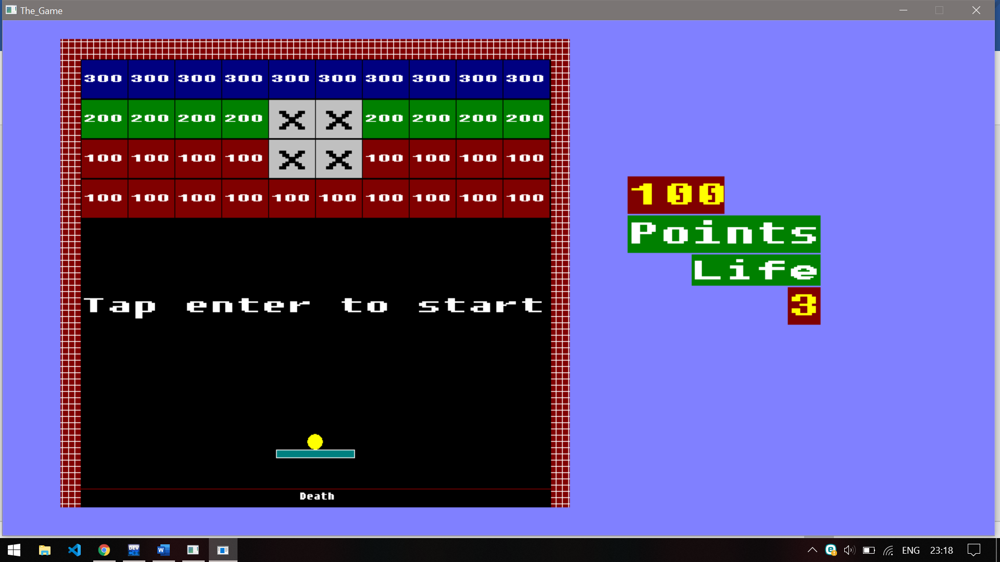 The_Game
300 300 300 300 300 300 300 300 300 300
200 200 200 200 X X 200 200 200 200
100 100 100 100 X X 100 100 100 100
100 100 100 100 100 100 100 100 100 100
Tap enter to start
Death
Points
Life
3
DEV
ENG
23:18